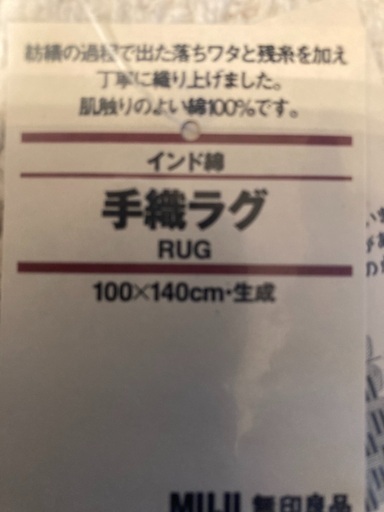 紡績の過程で出た落ちワタと残糸を加え
丁寧に織り上げました。
肌触りのよい綿100%です。
インド綿
手織ラグ
RUG
100×140cm・生成
MUJI 無印良品